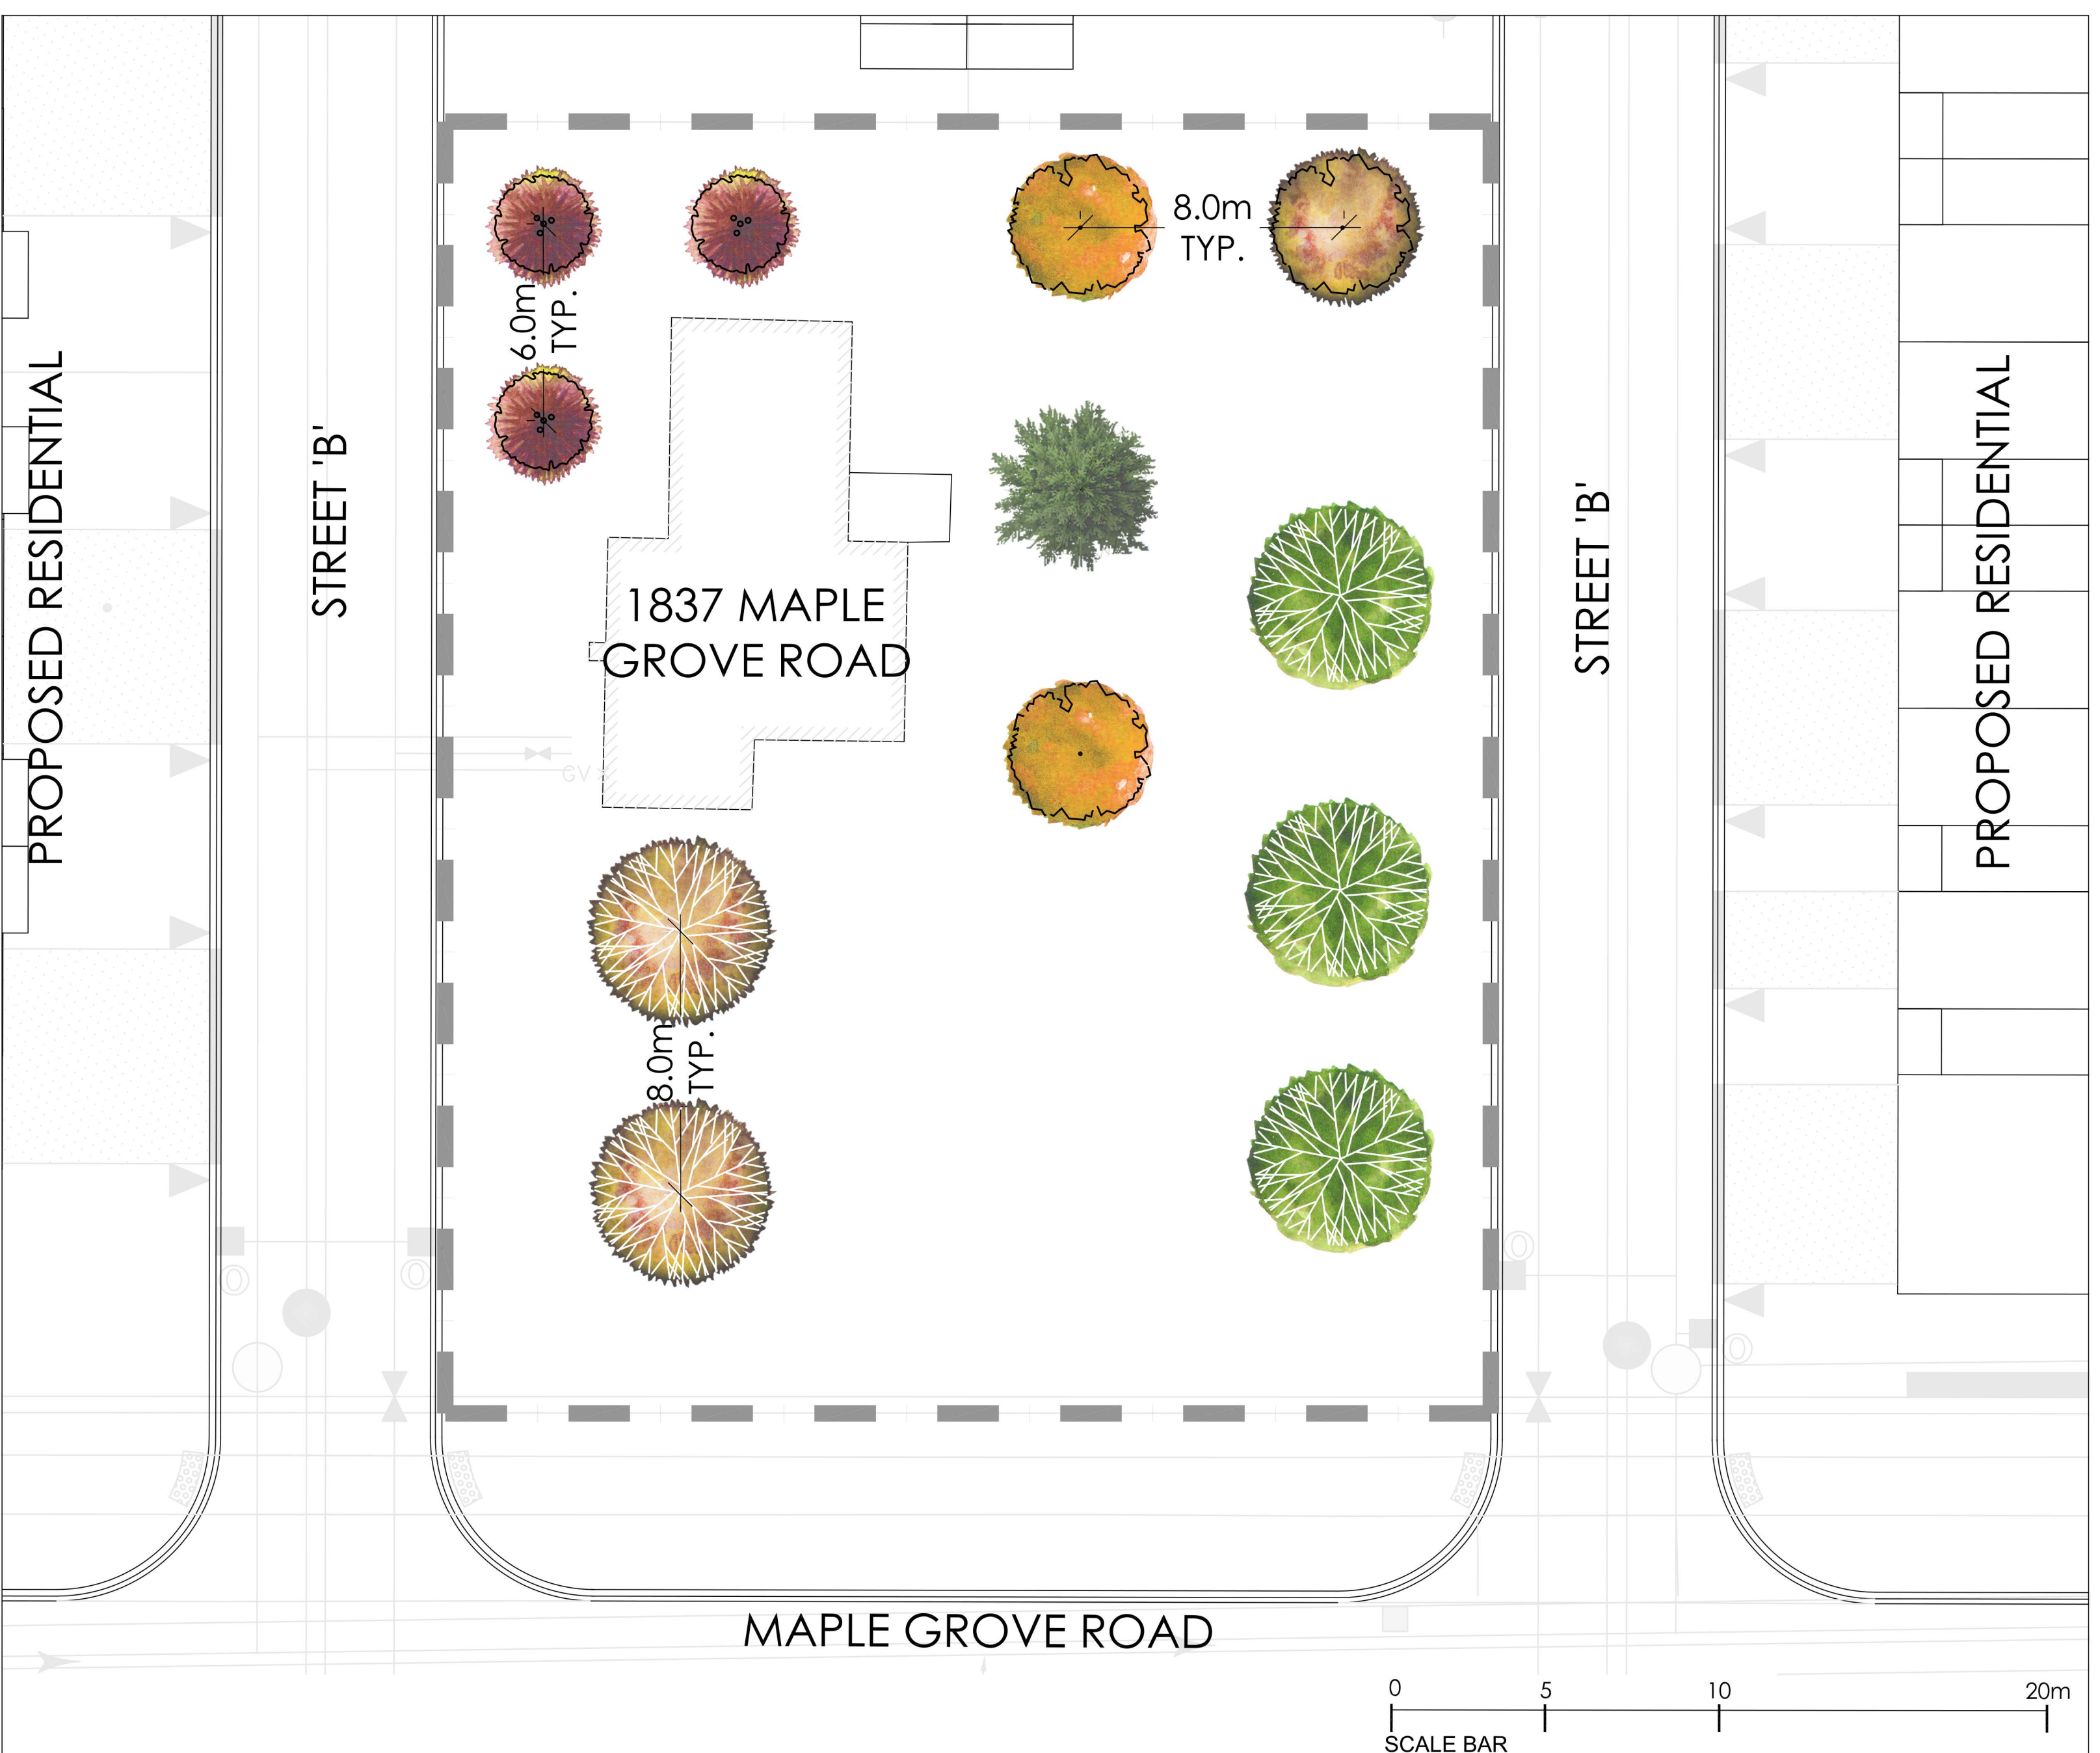 8.0m
TYP.
6.0m
TYP.
PROPOSED RESIDENTIAL
STREET 'B'
1837 MAPLE
GROVE ROAD
STREET 'B'
PROPOSED RESIDENTIAL
GV
8.0m
TYP.
MAPLE GROVE ROAD
0 5 10 20m
SCALE BAR